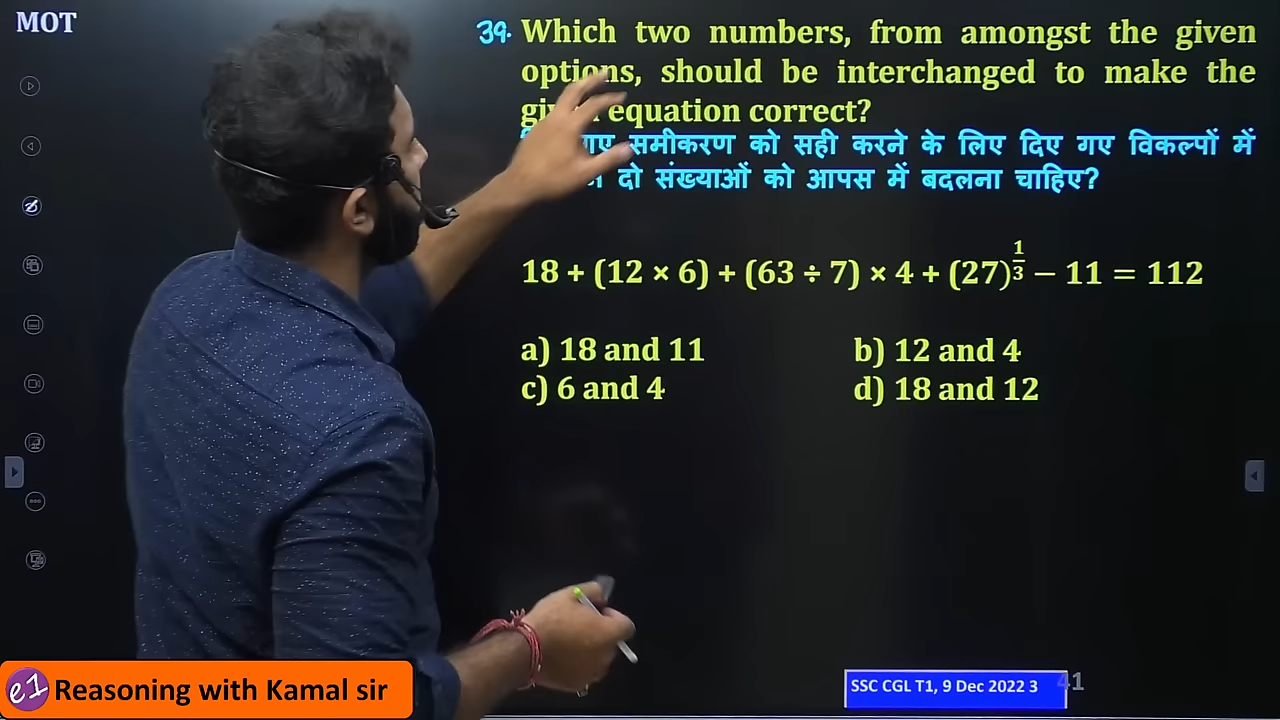 MOT
39. Which two numbers, from amongst the given
options, should be interchanged to make the
equation correct?
समीकरण को सही करने के लिए दिए गए विकल्पों में
दो संख्याओं को आपस में बदलना चाहिए?
18 + (12 × 6) + (63 ÷ 7) × 4 + (27)^{1/3} − 11 = 112
a) 18 and 11
b) 12 and 4
c) 6 and 4
d) 18 and 12
e1 Reasoning with Kamal sir
SSC CGL T1, 9 Dec 2022 3
41